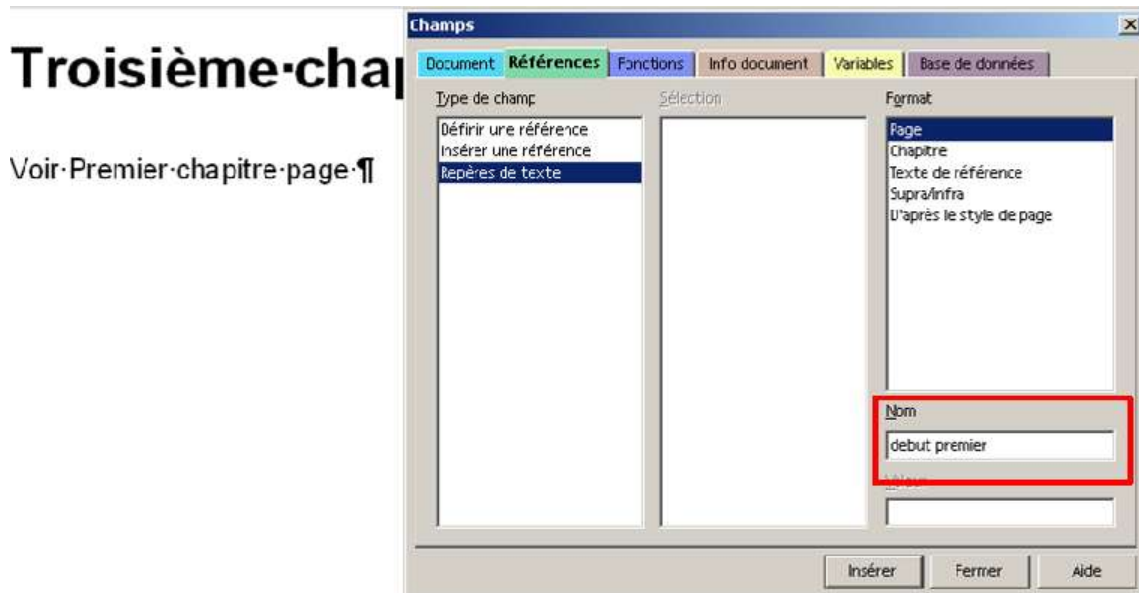 Troisième·chap
Voir·Premier·chapitre·page·¶
Champs
Document Références Fonctions Info document Variables Base de données
Type de champ
Définir une référence
Insérer une référence
Repères de texte
Sélection
Format
Page
Chapitre
Texte de référence
Supra/infra
D'après le style de page
Nom
debut premier
Valeur
Insérer Fermer Aide